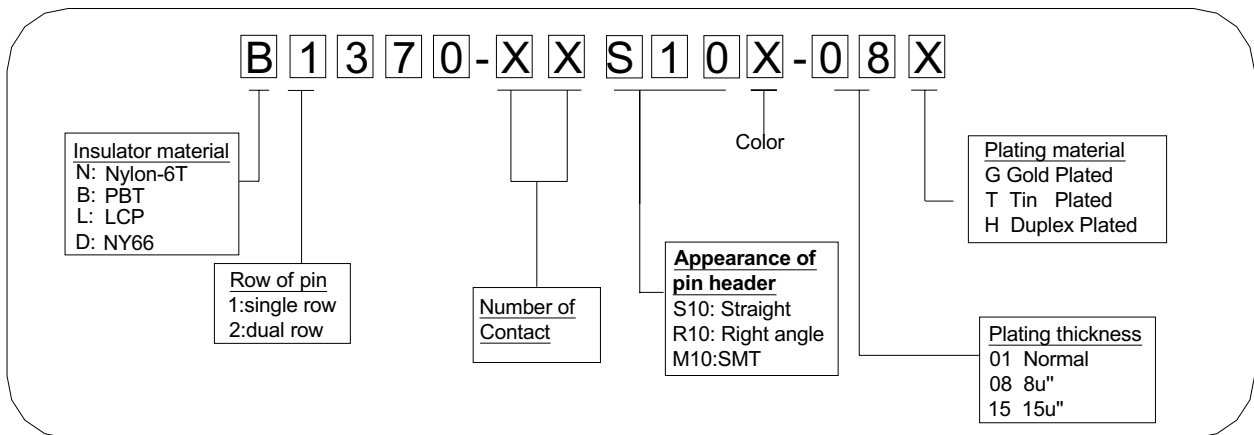 B1370-XX S10X-08X
Color
Insulator material
N: Nylon-6T
B: PBT
L: LCP
D: NY66
Row of pin
1:single row
2:dual row
Number of
Contact
Appearance of
pin header
S10: Straight
R10: Right angle
M10:SMT
Plating material
G Gold Plated
T Tin Plated
H Duplex Plated
Plating thickness
01 Normal
08 8u"
15 15u"